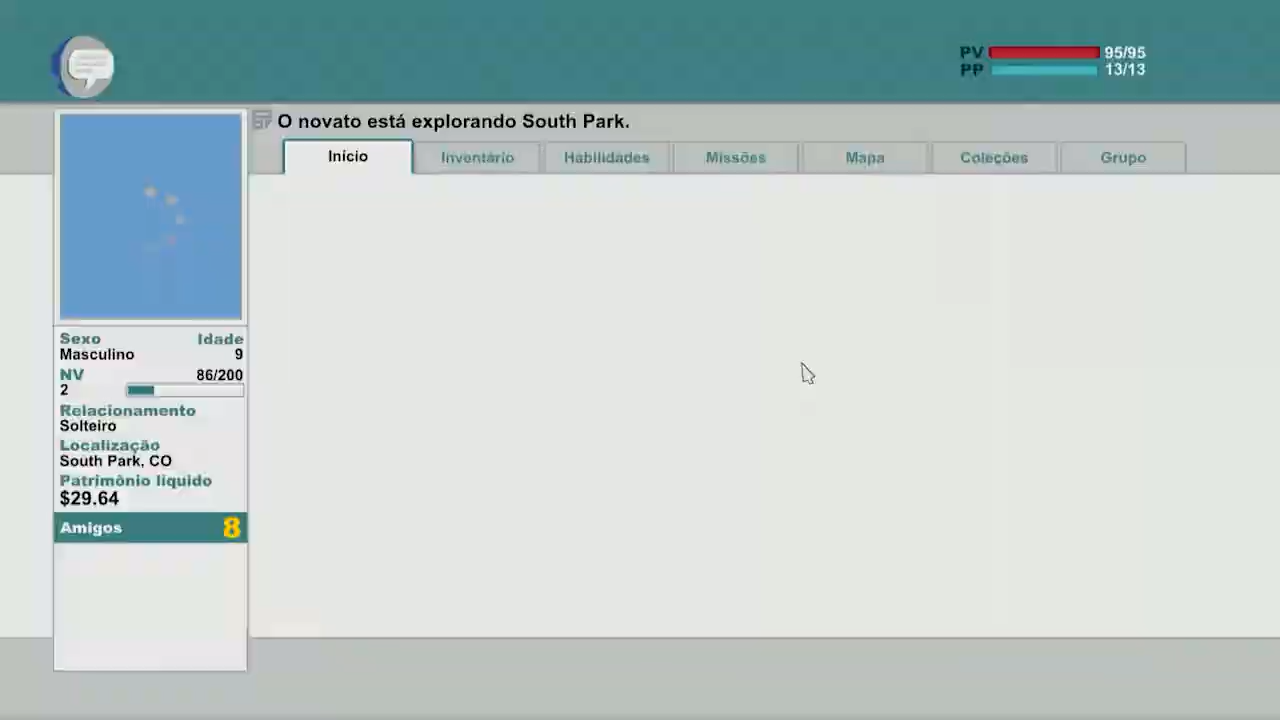 PV 95/95
PP 13/13
O novato está explorando South Park.
Início Inventário Habilidades Missões Mapa Coleções Grupo
Sexo Idade
Masculino 9
NV 86/200
2
Relacionamento
Solteiro
Localização
South Park, CO
Patrimônio líquido
$29.64
Amigos 8